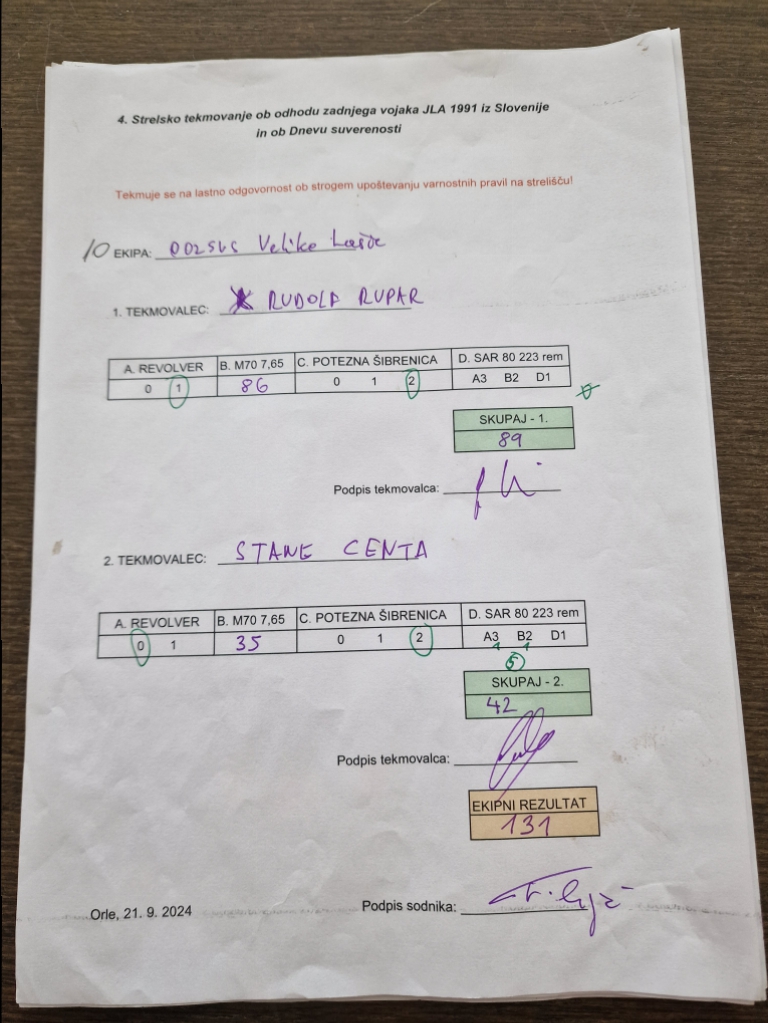 4. Strelsko tekmovanje ob odhodu zadnjega vojaka JLA 1991 iz Slovenije
in ob Dnevu suverenosti
Tekmuje se na lastno odgovornost ob strogem upoštevanju varnostnih pravil na strelišču!
10 EKIPA: OOZSVS Velike Lašče
1. TEKMOVALEC: RUDOLF RUPAR
A. REVOLVER B. M70 7,65 C. POTEZNA ŠIBRENICA D. SAR 80 223 rem
0 1 86 0 1 2 A3 B2 D1
SKUPAJ - 1.
89
Podpis tekmovalca:
2. TEKMOVALEC: STANE CENTA
A. REVOLVER B. M70 7,65 C. POTEZNA ŠIBRENICA D. SAR 80 223 rem
0 1 35 0 1 2 A3 B2 D1
1 1
5
SKUPAJ - 2.
42
Podpis tekmovalca:
EKIPNI REZULTAT
131
Orle, 21. 9. 2024 Podpis sodnika: